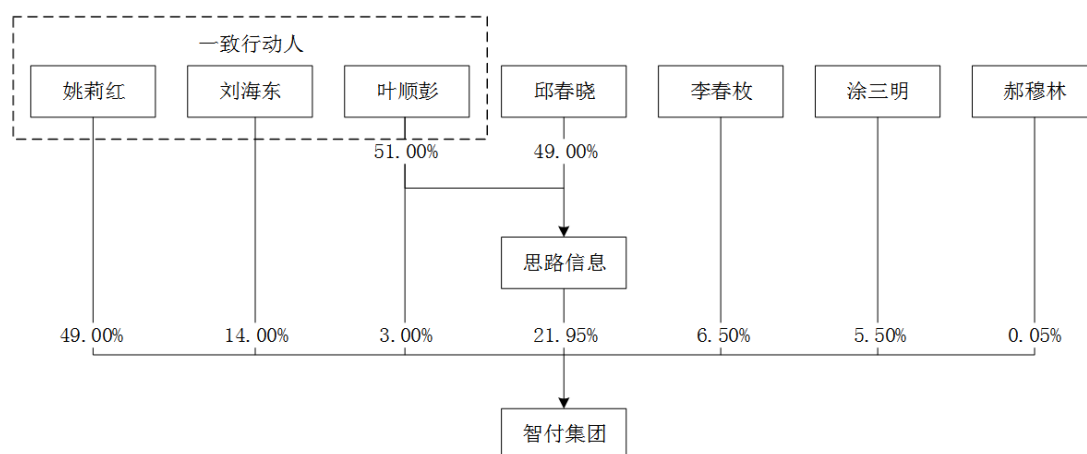 一致行动人
姚莉红 刘海东 叶顺彭 邱春晓 李春枚 涂三明 郝穆林
51.00% 49.00%
思路信息
49.00% 14.00% 3.00% 21.95% 6.50% 5.50% 0.05%
智付集团